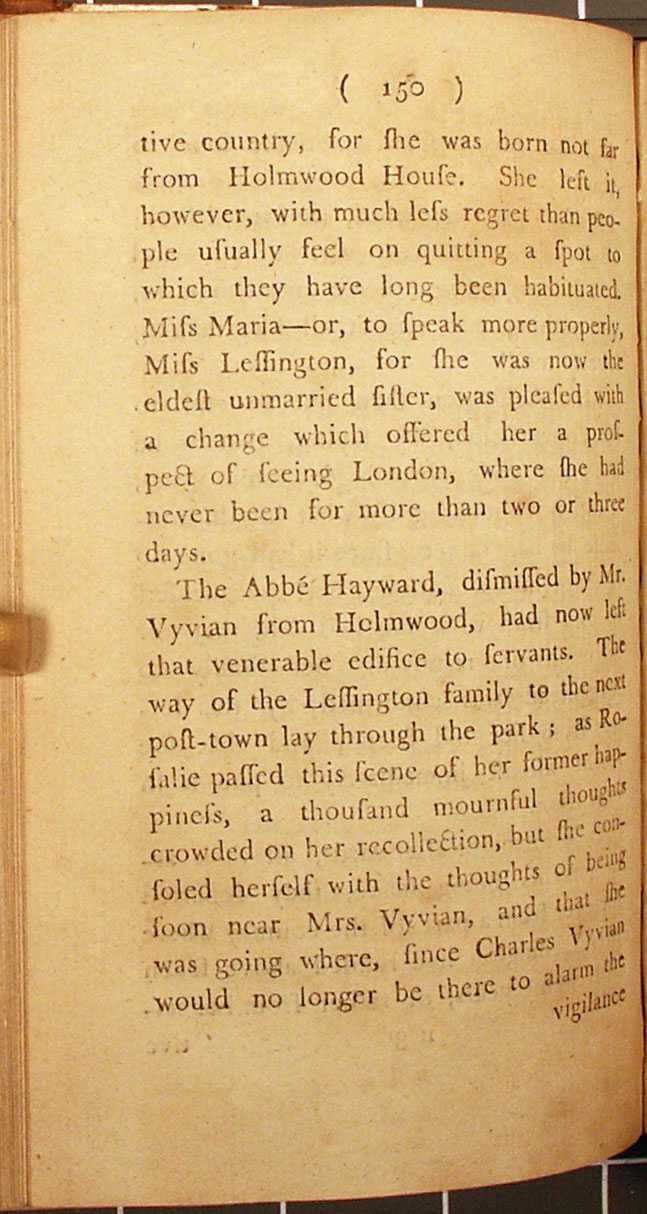 ( 150 )
tive country, for ſhe was born not far
from Holmwood Houſe. She left it,
however, with much leſs regret than peo-
ple uſually feel on quitting a ſpot to
which they have long been habituated.
Miſs Maria—or, to ſpeak more properly,
Miſs Leſſington, for ſhe was now the
eldeſt unmarried ſiſter, was pleaſed with
a change which offered her a proſ-
pect of ſeeing London, where ſhe had
never been for more than two or three
days.
The Abbé Hayward, diſmiſſed by Mr.
Vyvian from Holmwood, had now left
that venerable edifice to ſervants. The
way of the Leſſington family to the next
poſt-town lay through the park; as Ro-
ſalie paſſed this ſcene of her former hap-
pineſs, a thouſand mournful thoughts
crowded on her recollection, but ſhe con-
ſoled herſelf with the thoughts of being
ſoon near Mrs. Vyvian, and that ſhe
was going where, ſince Charles Vyvian
would no longer be there to alarm the
vigilance